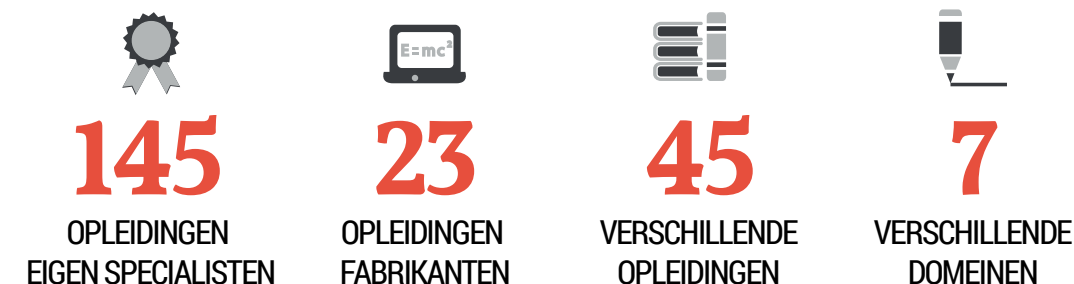 E=mc²
145
OPLEIDINGEN
EIGEN SPECIALISTEN
23
OPLEIDINGEN
FABRIKANTEN
45
VERSCHILLENDE
OPLEIDINGEN
7
VERSCHILLENDE
DOMEINEN